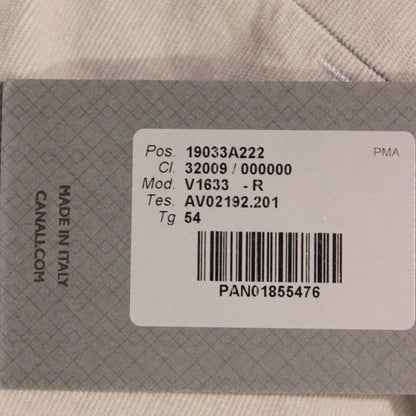 Pos. 19033A222
PMA
Cl. 32009 / 000000
Mod. V1633 - R
Tes. AV02192.201
Tg 54
PAN01855476
MADE IN ITALY
CANALI.COM